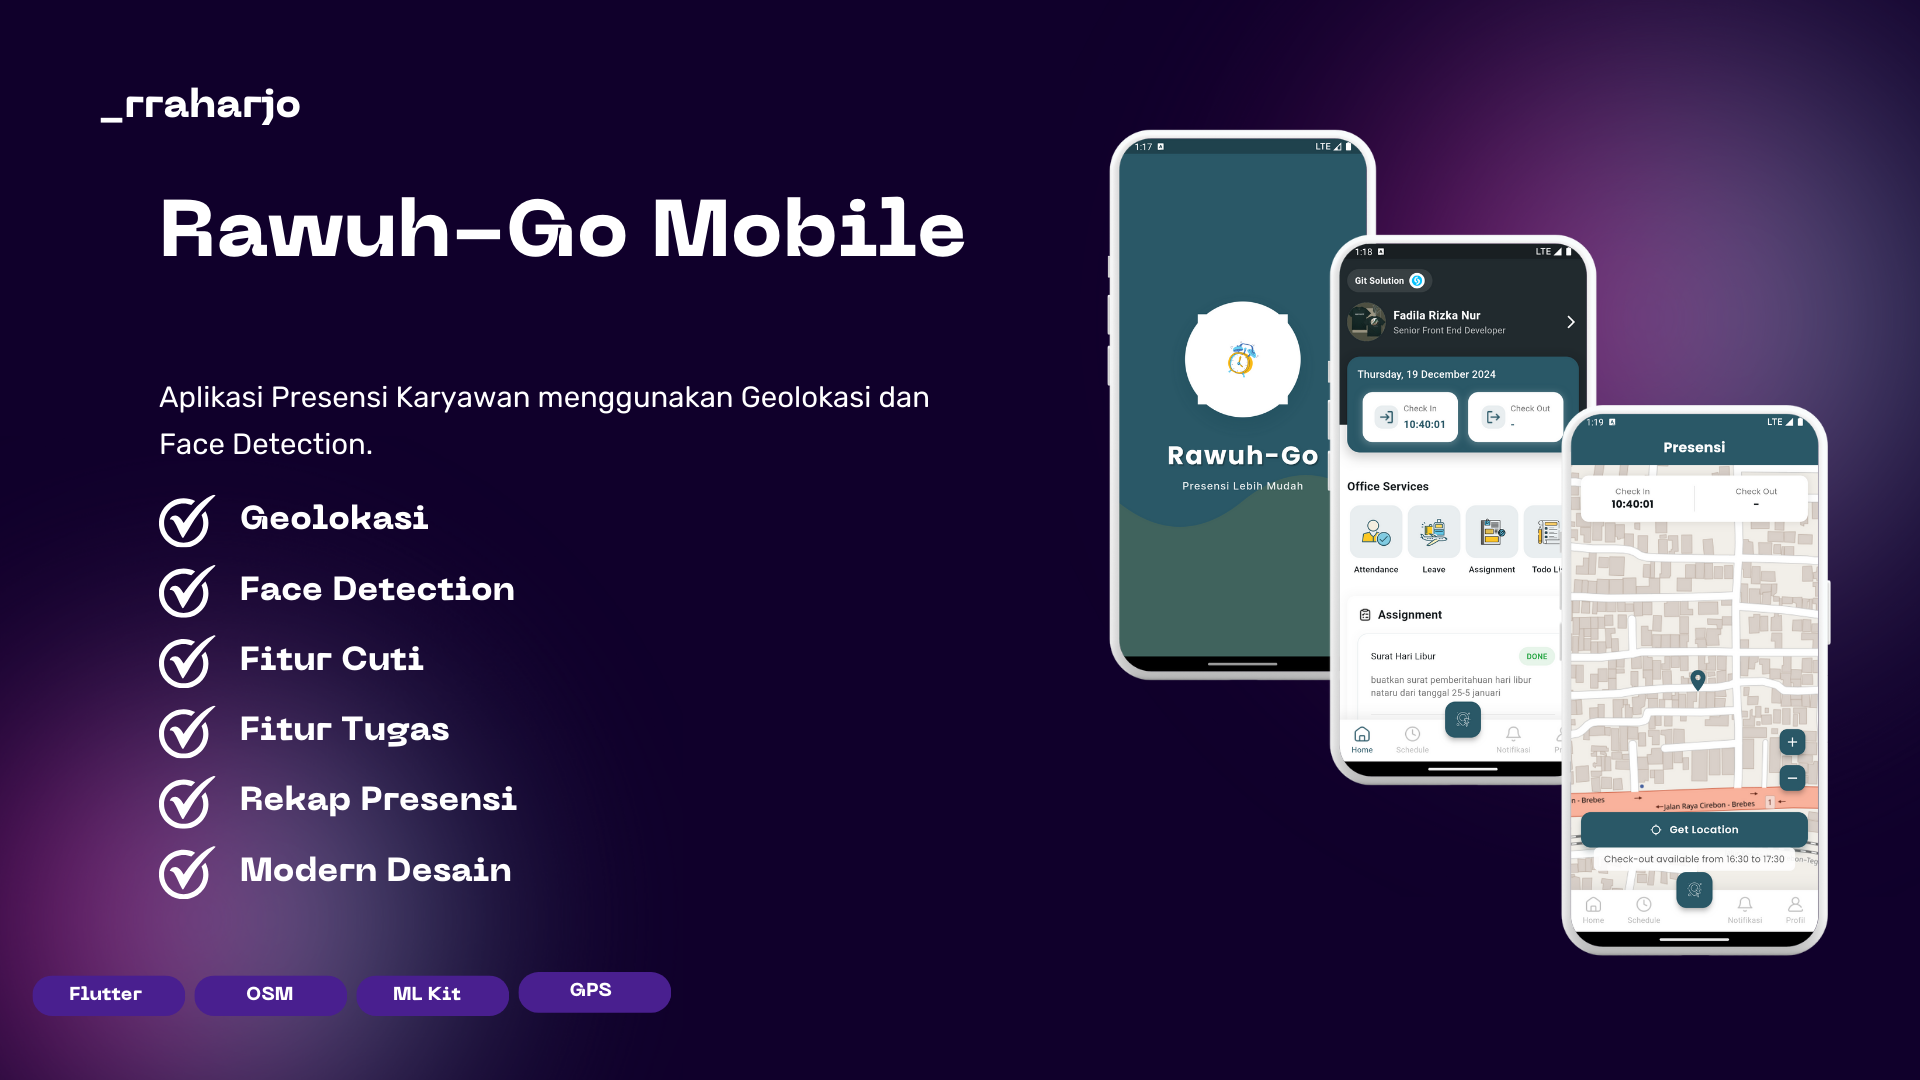 _rraharjo
Rawuh-Go Mobile
Aplikasi Presensi Karyawan menggunakan Geolokasi dan
Face Detection.
Geolokasi
Face Detection
Fitur Cuti
Fitur Tugas
Rekap Presensi
Modern Desain
Flutter
OSM
ML Kit
GPS
1:17
LTE
Rawuh-Go
Presensi Lebih Mudah
1:18
LTE
Git Solution
Fadila Rizka Nur
Senior Front End Developer
Thursday, 19 December 2024
Check In
10:40:01
Check Out
-
Office Services
Attendance
Leave
Assignment
Todo Li
Assignment
Surat Hari Libur
DONE
buatkan surat pemberitahuan hari libur
nataru dari tanggal 25-5 januari
Home
Schedule
Notifikasi
1:19
LTE
Presensi
Check In
10:40:01
Check Out
-
+
-
n - Brebes
Jalan Raya Cirebon - Brebes
1
Get Location
Check-out available from 16:30 to 17:30
on-Teg
Home
Schedule
Notifikasi
Profil